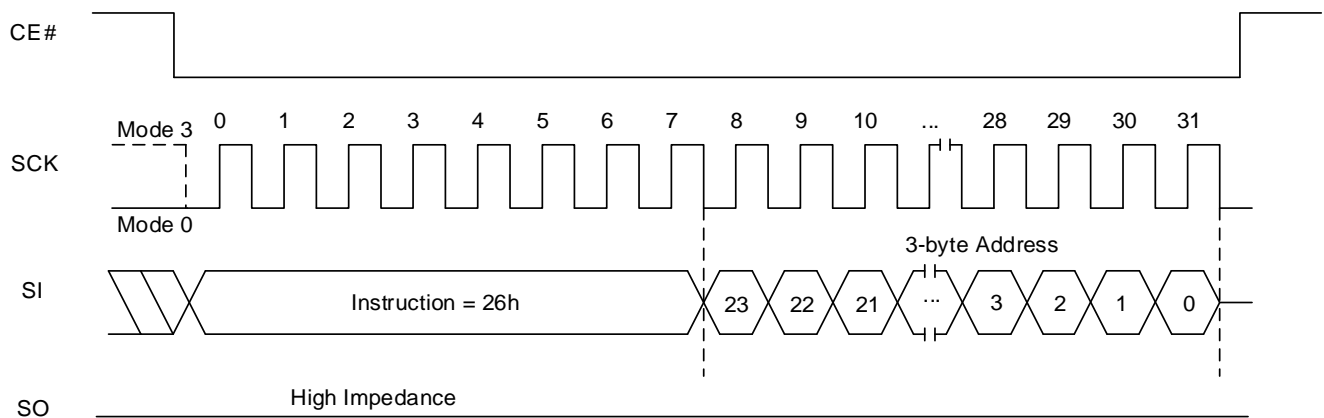 CE#
Mode 3 0 1 2 3 4 5 6 7 8 9 10 ... 28 29 30 31
SCK
Mode 0
3-byte Address
SI Instruction = 26h 23 22 21 ... 3 2 1 0
High Impedance
SO